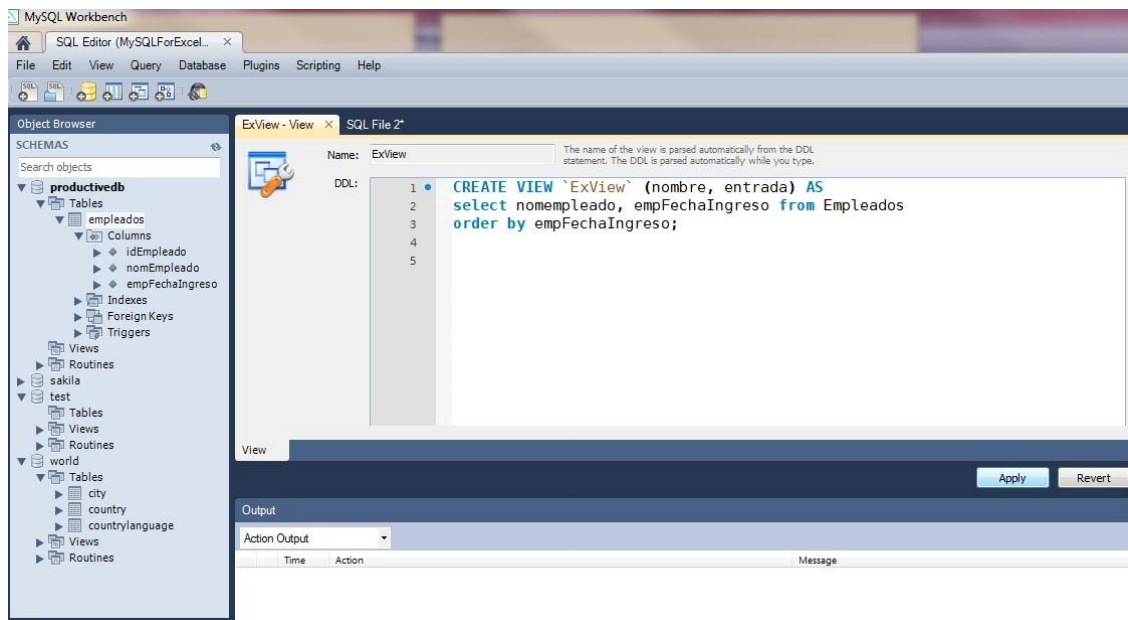 MySQL Workbench
SQL Editor (MySQLForExcel...
File Edit View Query Database Plugins Scripting Help
Object Browser
SCHEMAS
Search objects
productivedb
Tables
empleados
Columns
idEmpleado
nomEmpleado
empFechaIngreso
Indexes
Foreign Keys
Triggers
Views
Routines
sakila
test
Tables
Views
Routines
world
Tables
city
country
countrylanguage
Views
Routines
ExView - View SQL File 2*
Name: ExView
The name of the view is parsed automatically from the DDL
statement. The DDL is parsed automatically while you type.
DDL:
1 CREATE VIEW `ExView` (nombre, entrada) AS
2 select nomempleado, empFechaIngreso from Empleados
3 order by empFechaIngreso;
4
5
View
Apply Revert
Output
Action Output
Time Action Message